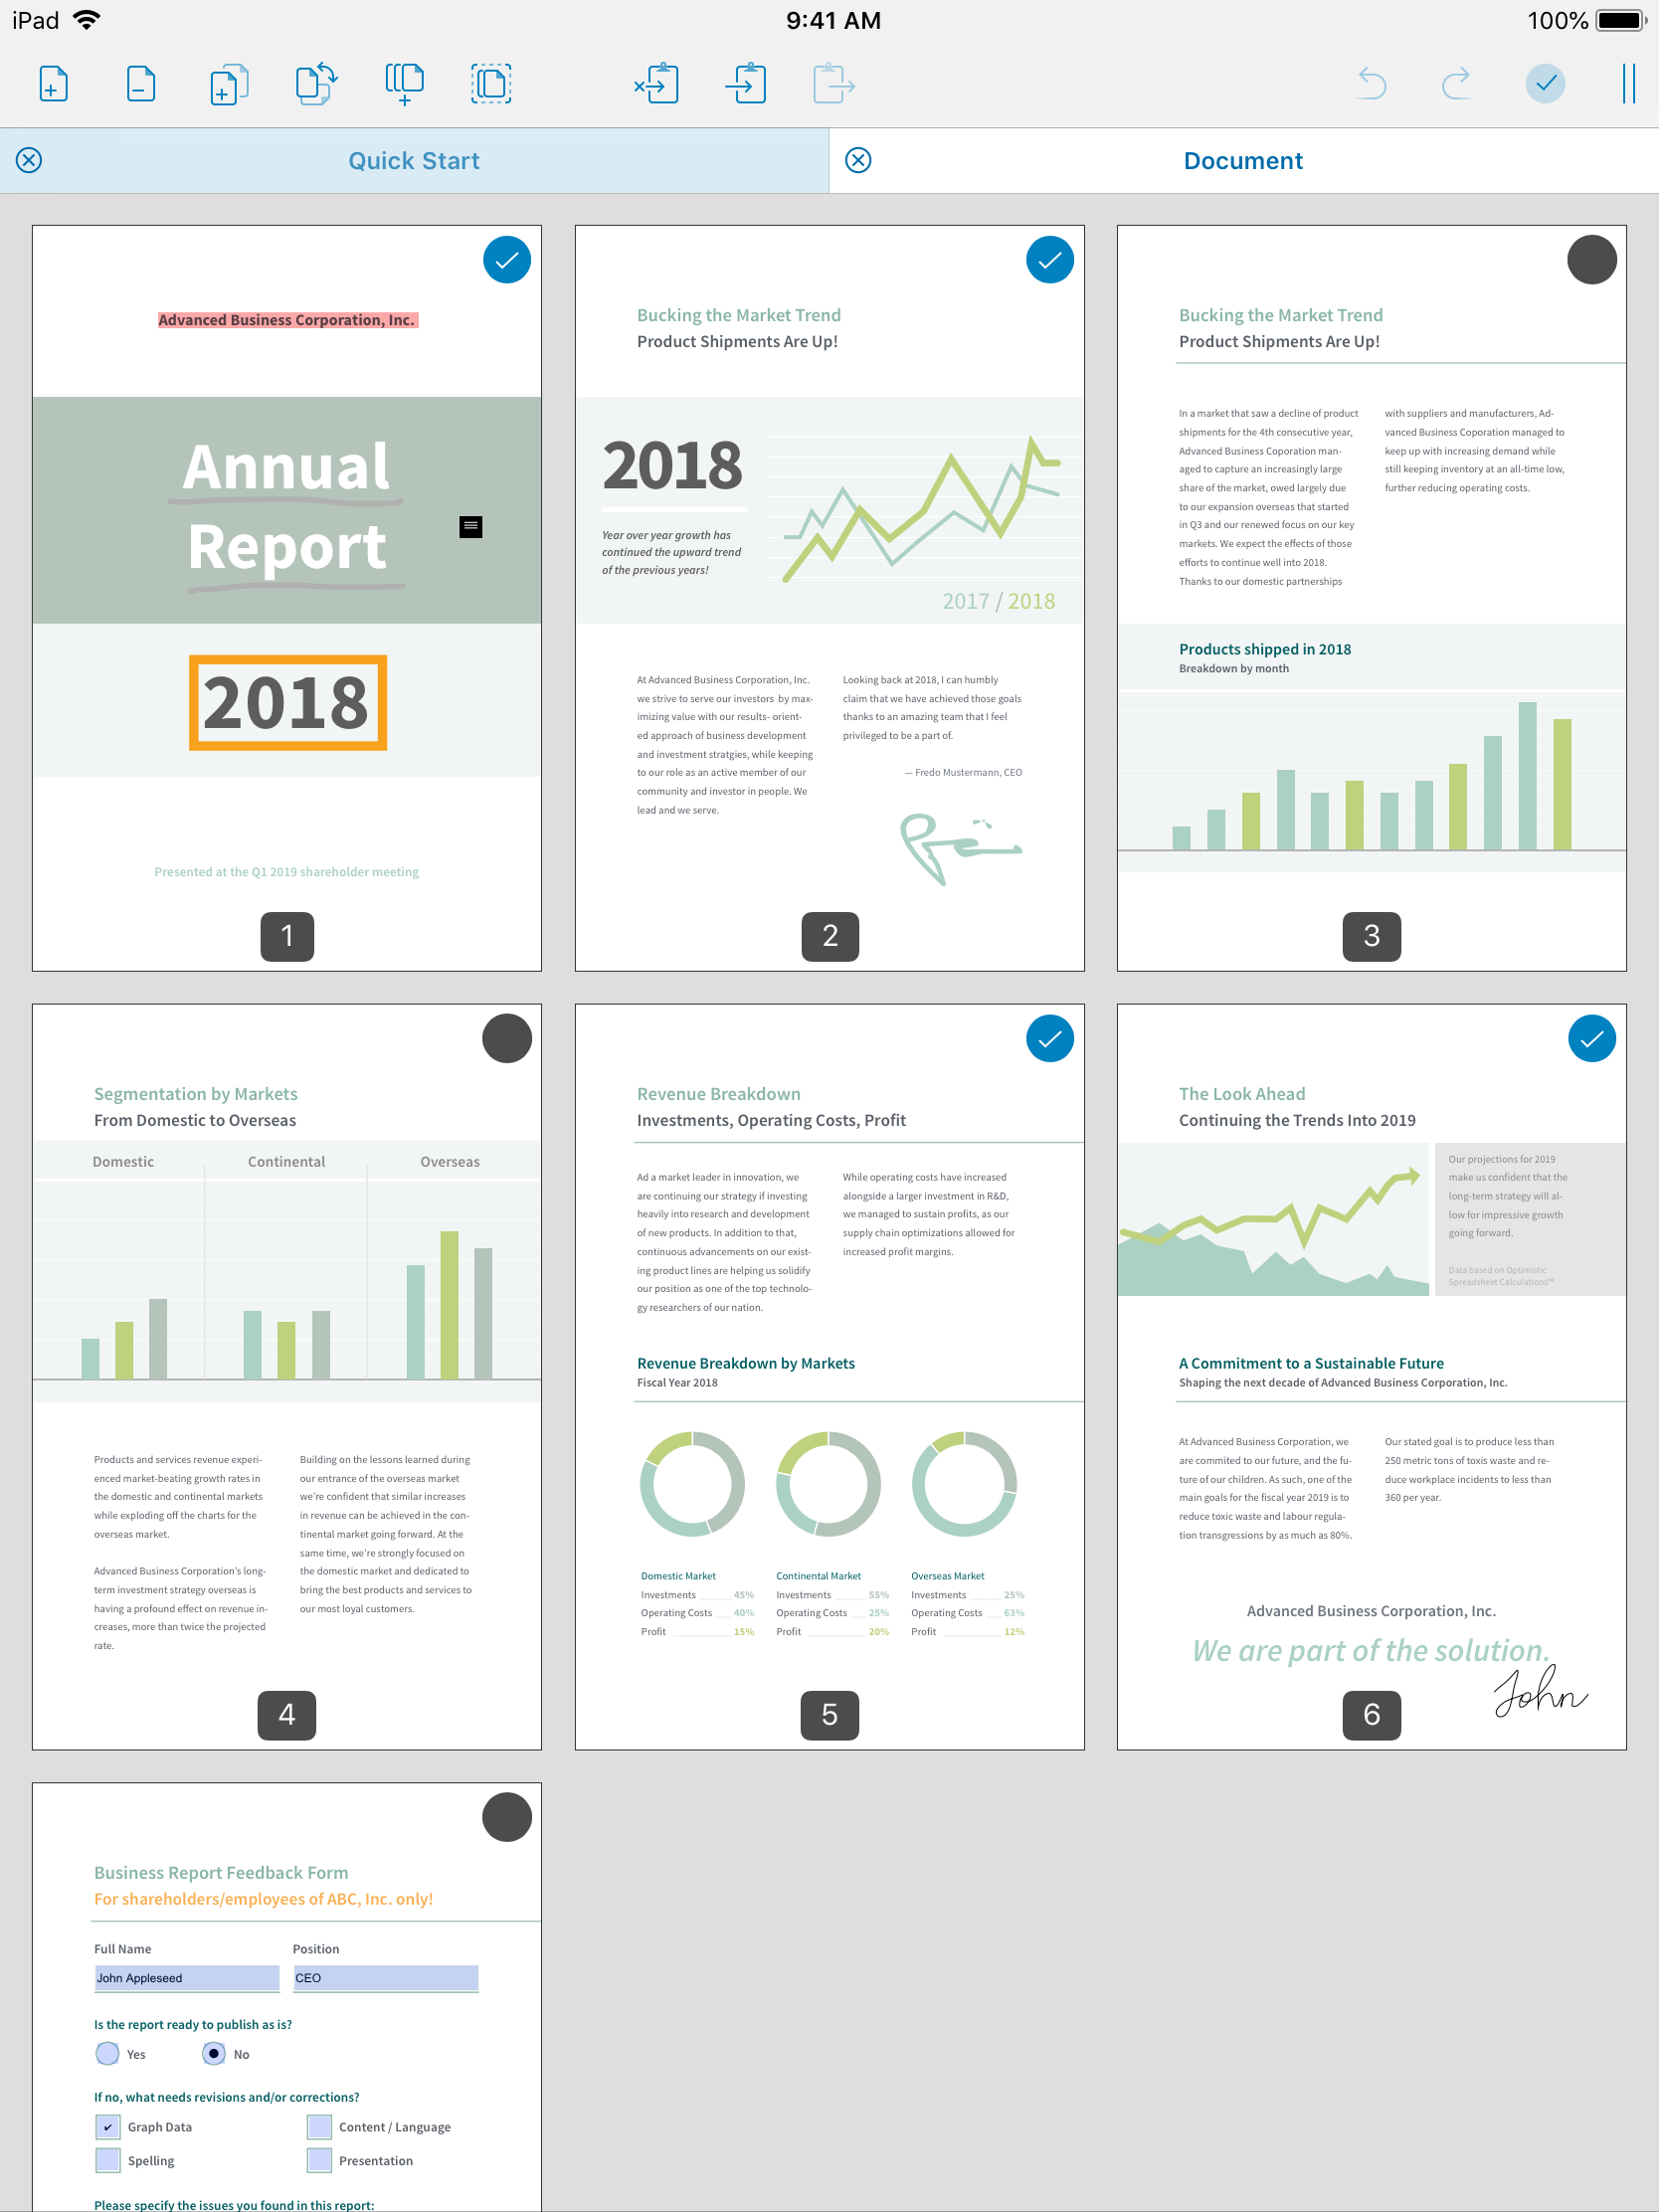 iPad
9:41 AM
100%
Quick Start
Document
Advanced Business Corporation, Inc.
Annual
Report
2018
Presented at the Q1 2019 shareholder meeting
1
Bucking the Market Trend
Product Shipments Are Up!
2018
Year over year growth has
continued the upward trend
of the previous years!
2017 / 2018
At Advanced Business Corporation, Inc.
we strive to serve our investors by max-
imizing value with our results- orient-
ed approach of business development
and investment stratgies, while keeping
to our role as an active member of our
community and investor in people. We
lead and we serve.
Looking back at 2018, I can humbly
claim that we have achieved those goals
thanks to an amazing team that I feel
privileged to be a part of.
— Fredo Mustermann, CEO
2
Bucking the Market Trend
Product Shipments Are Up!
In a market that saw a decline of product
shipments for the 4th consecutive year,
Advanced Business Coporation man-
aged to capture an increasingly large
share of the market, owed largely due
to our expansion overseas that started
in Q3 and our renewed focus on our key
markets. We expect the effects of those
efforts to continue well into 2018.
Thanks to our domestic partnerships
with suppliers and manufacturers, Ad-
vanced Business Coporation managed to
keep up with increasing demand while
still keeping inventory at an all-time low,
further reducing operating costs.
Products shipped in 2018
Breakdown by month
3
Segmentation by Markets
From Domestic to Overseas
Domestic
Continental
Overseas
Products and services revenue experi-
enced market-beating growth rates in
the domestic and continental markets
while exploding off the charts for the
overseas market.
Advanced Business Corporation's long-
term investment strategy overseas is
having a profound effect on revenue in-
creases, more than twice the projected
rate.
Building on the lessons learned during
our entrance of the overseas market
we're confident that similar increases
in revenue can be achieved in the con-
tinental market going forward. At the
same time, we're strongly focused on
the domestic market and dedicated to
bring the best products and services to
our most loyal customers.
4
Revenue Breakdown
Investments, Operating Costs, Profit
Ad a market leader in innovation, we
are continuing our strategy if investing
heavily into research and development
of new products. In addition to that,
continuous advancements on our exist-
ing product lines are helping us solidify
our position as one of the top technolo-
gy researchers of our nation.
While operating costs have increased
alongside a larger investment in R&D,
we managed to sustain profits, as our
supply chain optimizations allowed for
increased profit margins.
Revenue Breakdown by Markets
Fiscal Year 2018
Domestic Market
Investments 45%
Operating Costs 40%
Profit 15%
Continental Market
Investments 55%
Operating Costs 25%
Profit 20%
Overseas Market
Investments 25%
Operating Costs 63%
Profit 12%
5
The Look Ahead
Continuing the Trends Into 2019
Our projections for 2019
make us confident that the
long-term strategy will al-
low for impressive growth
going forward.
Data based on Optimistic
Spreadsheet Calculations™
A Commitment to a Sustainable Future
Shaping the next decade of Advanced Business Corporation, Inc.
At Advanced Business Corporation, we
are commited to our future, and the fu-
ture of our children. As such, one of the
main goals for the fiscal year 2019 is to
reduce toxic waste and labour regula-
tion transgressions by as much as 80%.
Our stated goal is to produce less than
250 metric tons of toxis waste and re-
duce workplace incidents to less than
360 per year.
Advanced Business Corporation, Inc.
We are part of the solution.
John
6
Business Report Feedback Form
For shareholders/employees of ABC, Inc. only!
Full Name
Position
John Appleseed
CEO
Is the report ready to publish as is?
Yes
No
If no, what needs revisions and/or corrections?
Graph Data
Content / Language
Spelling
Presentation
Please specify the issues you found in this report: